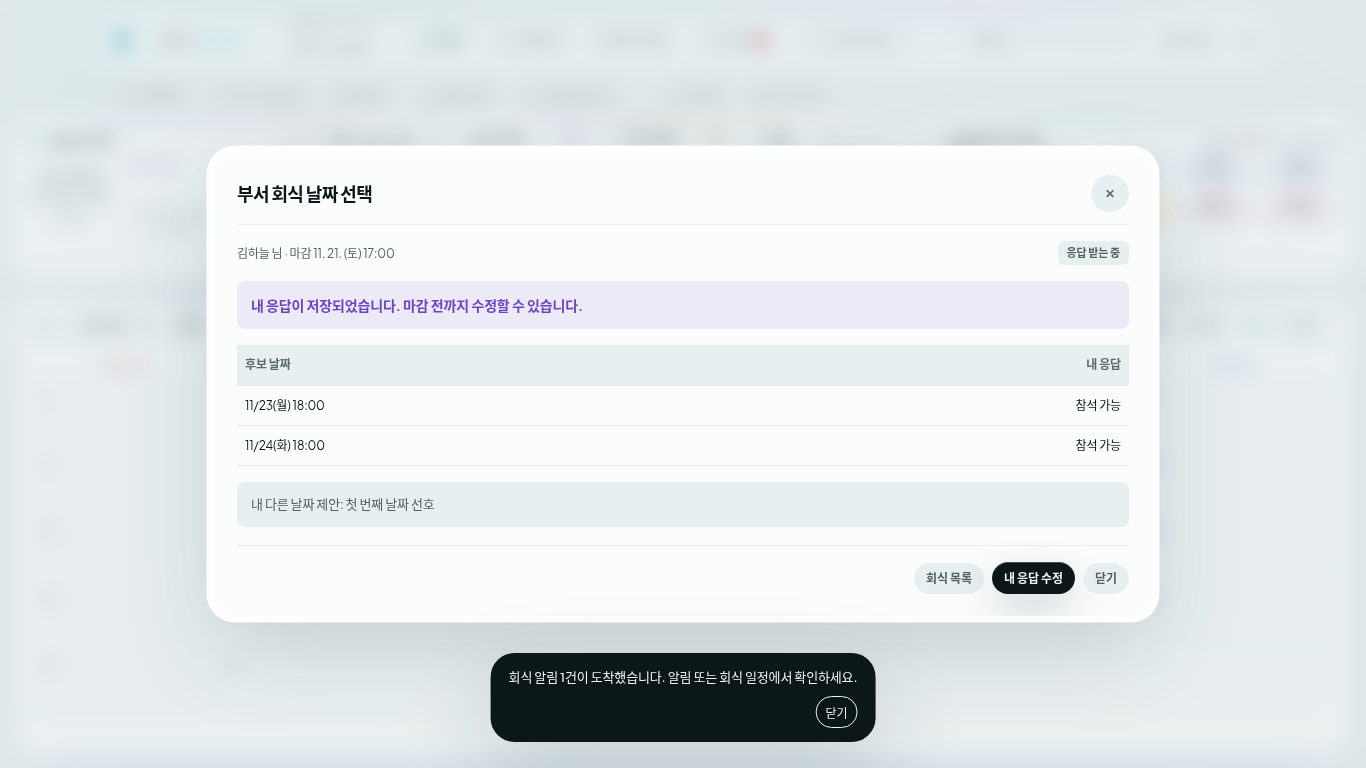 부서 회식 날짜 선택
×
김하늘 님 · 마감 11. 21. (토) 17:00
응답 받는 중
내 응답이 저장되었습니다. 마감 전까지 수정할 수 있습니다.
후보 날짜 내 응답
11/23(월) 18:00 참석 가능
11/24(화) 18:00 참석 가능
내 다른 날짜 제안: 첫 번째 날짜 선호
회식 목록 내 응답 수정 닫기
회식 알림 1건이 도착했습니다. 알림 또는 회식 일정에서 확인하세요.
닫기